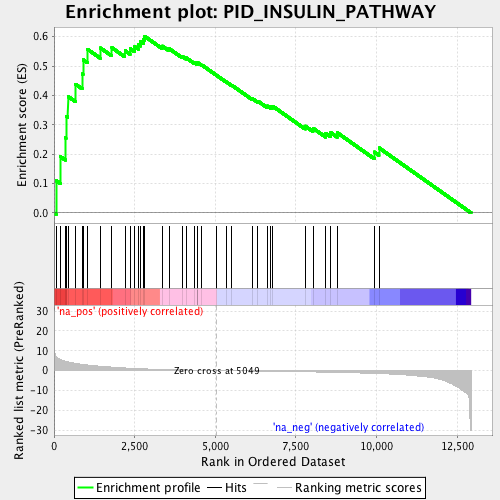 Enrichment plot: PID_INSULIN_PATHWAY
Enrichment score (ES)
0.6
0.5
0.4
0.3
0.2
0.1
0.0
'na_pos' (positively correlated)
Ranked list metric (PreRanked)
30
20
10
0
-10
-20
-30
Zero cross at 5049
'na_neg' (negatively correlated)
0
2,500
5,000
7,500
10,000
12,500
Rank in Ordered Dataset
Enrichment profile
Hits
Ranking metric scores